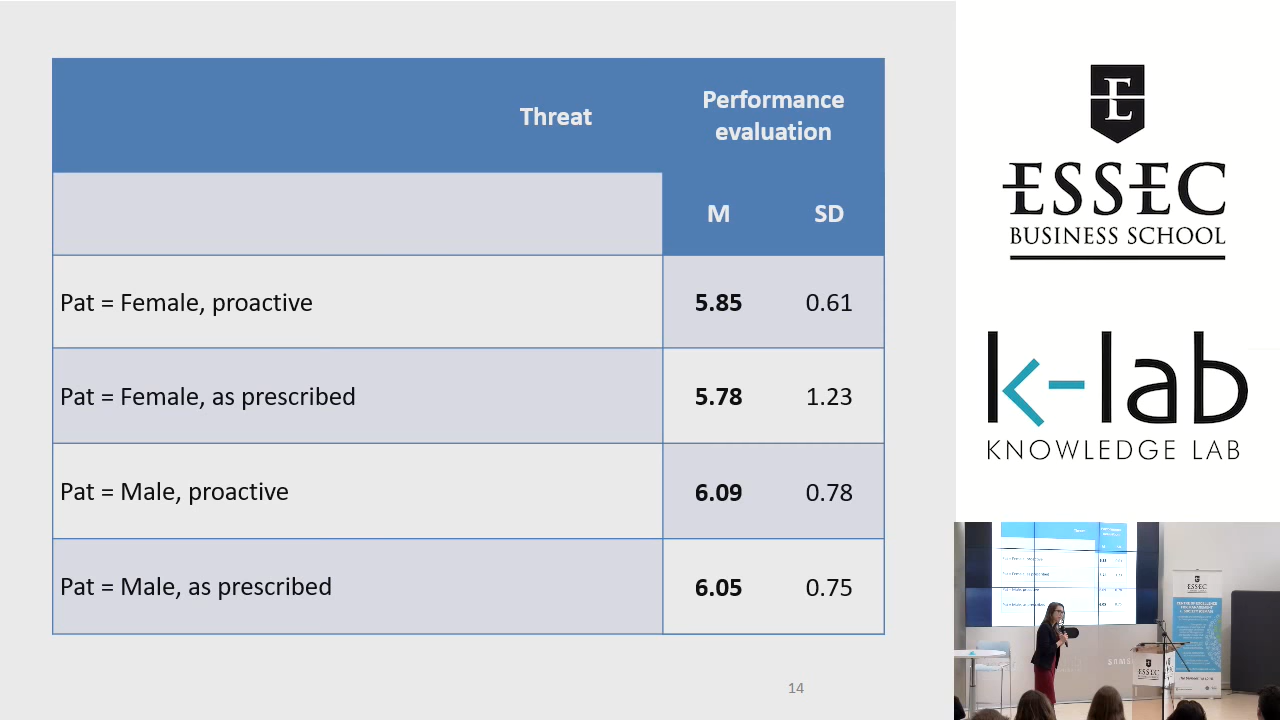 Threat
Performance
evaluation
M SD
Pat = Female, proactive 5.85 0.61
Pat = Female, as prescribed 5.78 1.23
Pat = Male, proactive 6.09 0.78
Pat = Male, as prescribed 6.05 0.75
14
E
ESSEC
BUSINESS SCHOOL
k-lab
KNOWLEDGE LAB